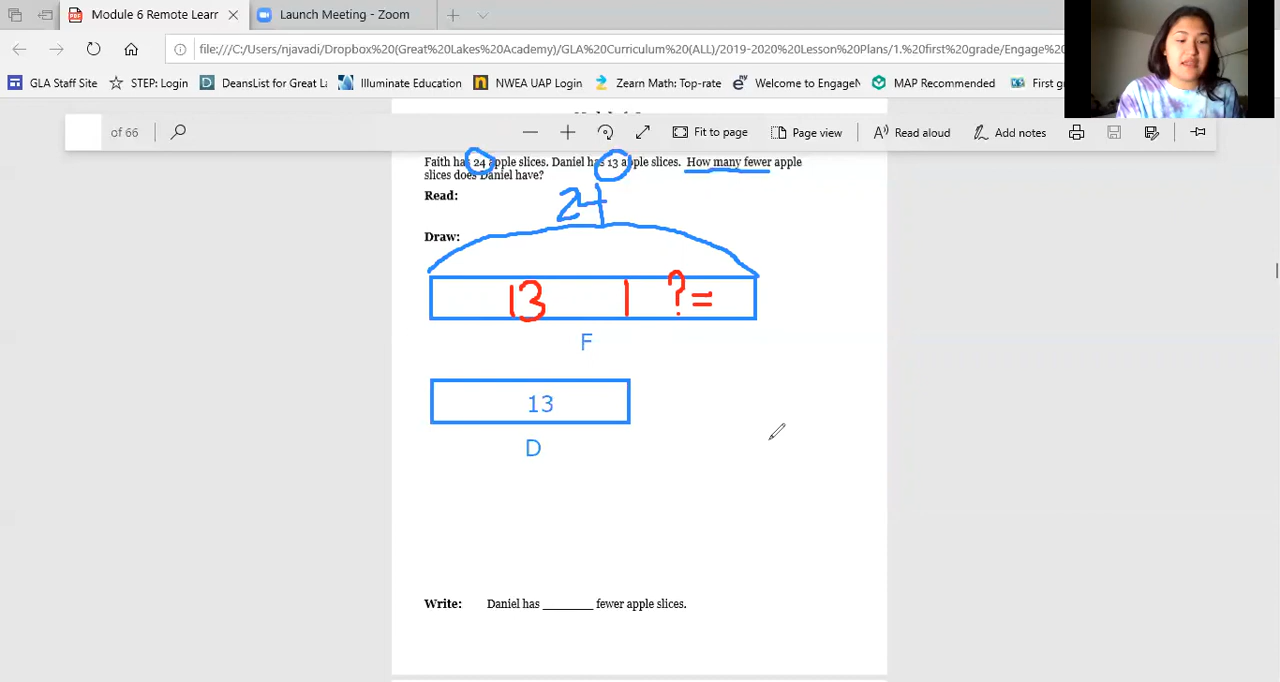 Module 6 Remote Learn
Launch Meeting - Zoom
file:///C:/Users/njavadi/Dropbox%20(Great%20Lakes%20Academy)/GLA%20Curriculum%20(ALL)/2019-2020%20Lesson%20Plans/1.%20first%20grade/Engage%20
GLA Staff Site
STEP: Login
DeansList for Great La
Illuminate Education
NWEA UAP Login
Zearn Math: Top-rate
Welcome to EngageN
MAP Recommended
First gr
of 66
Fit to page
Page view
Read aloud
Add notes
Faith has 24 apple slices. Daniel has 13 apple slices. How many fewer apple
slices does Daniel have?
Read:
24
Draw:
13 | ?=
F
13
D
Write: Daniel has ________ fewer apple slices.